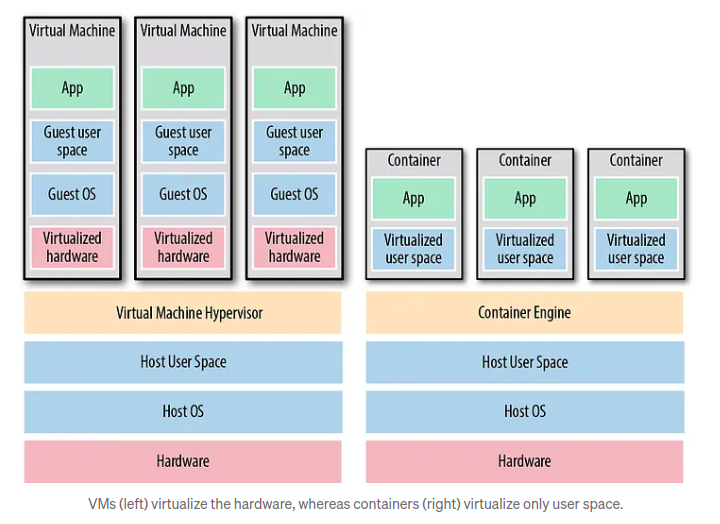 Virtual Machine Virtual Machine Virtual Machine
App App App
Guest user
space
Guest user
space
Guest user
space
Guest OS Guest OS Guest OS
Virtualized
hardware
Virtualized
hardware
Virtualized
hardware
Virtual Machine Hypervisor
Host User Space
Host OS
Hardware
Container Container Container
App App App
Virtualized
user space
Virtualized
user space
Virtualized
user space
Container Engine
Host User Space
Host OS
Hardware
VMs (left) virtualize the hardware, whereas containers (right) virtualize only user space.